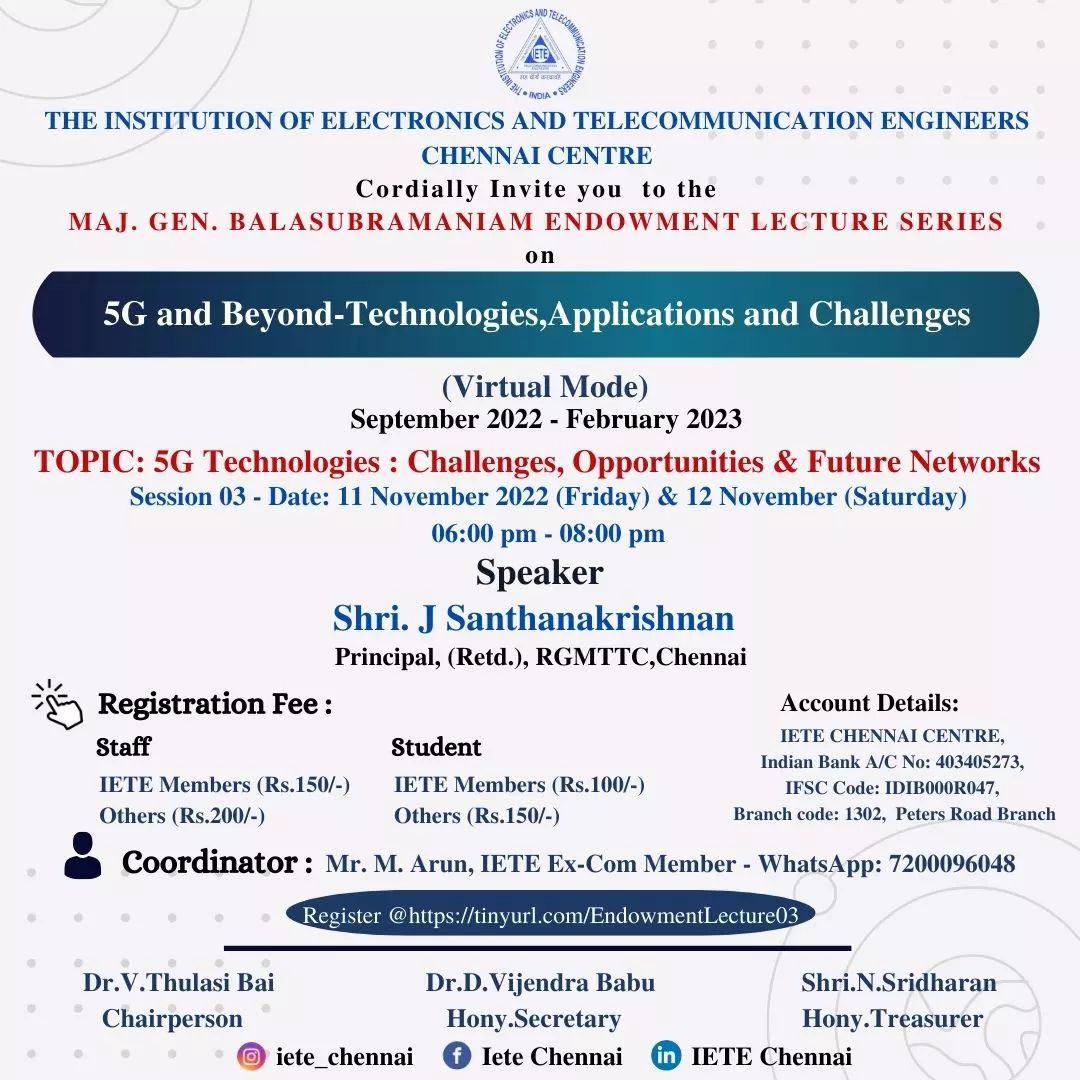 THE INSTITUTION OF ELECTRONICS AND TELECOMMUNICATION ENGINEERS
INDIA
IETE
THE INSTITUTION OF ELECTRONICS AND TELECOMMUNICATION ENGINEERS
CHENNAI CENTRE
Cordially Invite you to the
MAJ. GEN. BALASUBRAMANIAM ENDOWMENT LECTURE SERIES
on
5G and Beyond-Technologies,Applications and Challenges
(Virtual Mode)
September 2022 - February 2023
TOPIC: 5G Technologies : Challenges, Opportunities & Future Networks
Session 03 - Date: 11 November 2022 (Friday) & 12 November (Saturday)
06:00 pm - 08:00 pm
Speaker
Shri. J Santhanakrishnan
Principal, (Retd.), RGMTTC,Chennai
Registration Fee :
Staff
IETE Members (Rs.150/-)
Others (Rs.200/-)
Student
IETE Members (Rs.100/-)
Others (Rs.150/-)
Account Details:
IETE CHENNAI CENTRE,
Indian Bank A/C No: 403405273,
IFSC Code: IDIB000R047,
Branch code: 1302, Peters Road Branch
Coordinator : Mr. M. Arun, IETE Ex-Com Member - WhatsApp: 7200096048
Register @https://tinyurl.com/EndowmentLecture03
Dr.V.Thulasi Bai
Chairperson
Dr.D.Vijendra Babu
Hony.Secretary
Shri.N.Sridharan
Hony.Treasurer
iete_chennai
Iete Chennai
IETE Chennai